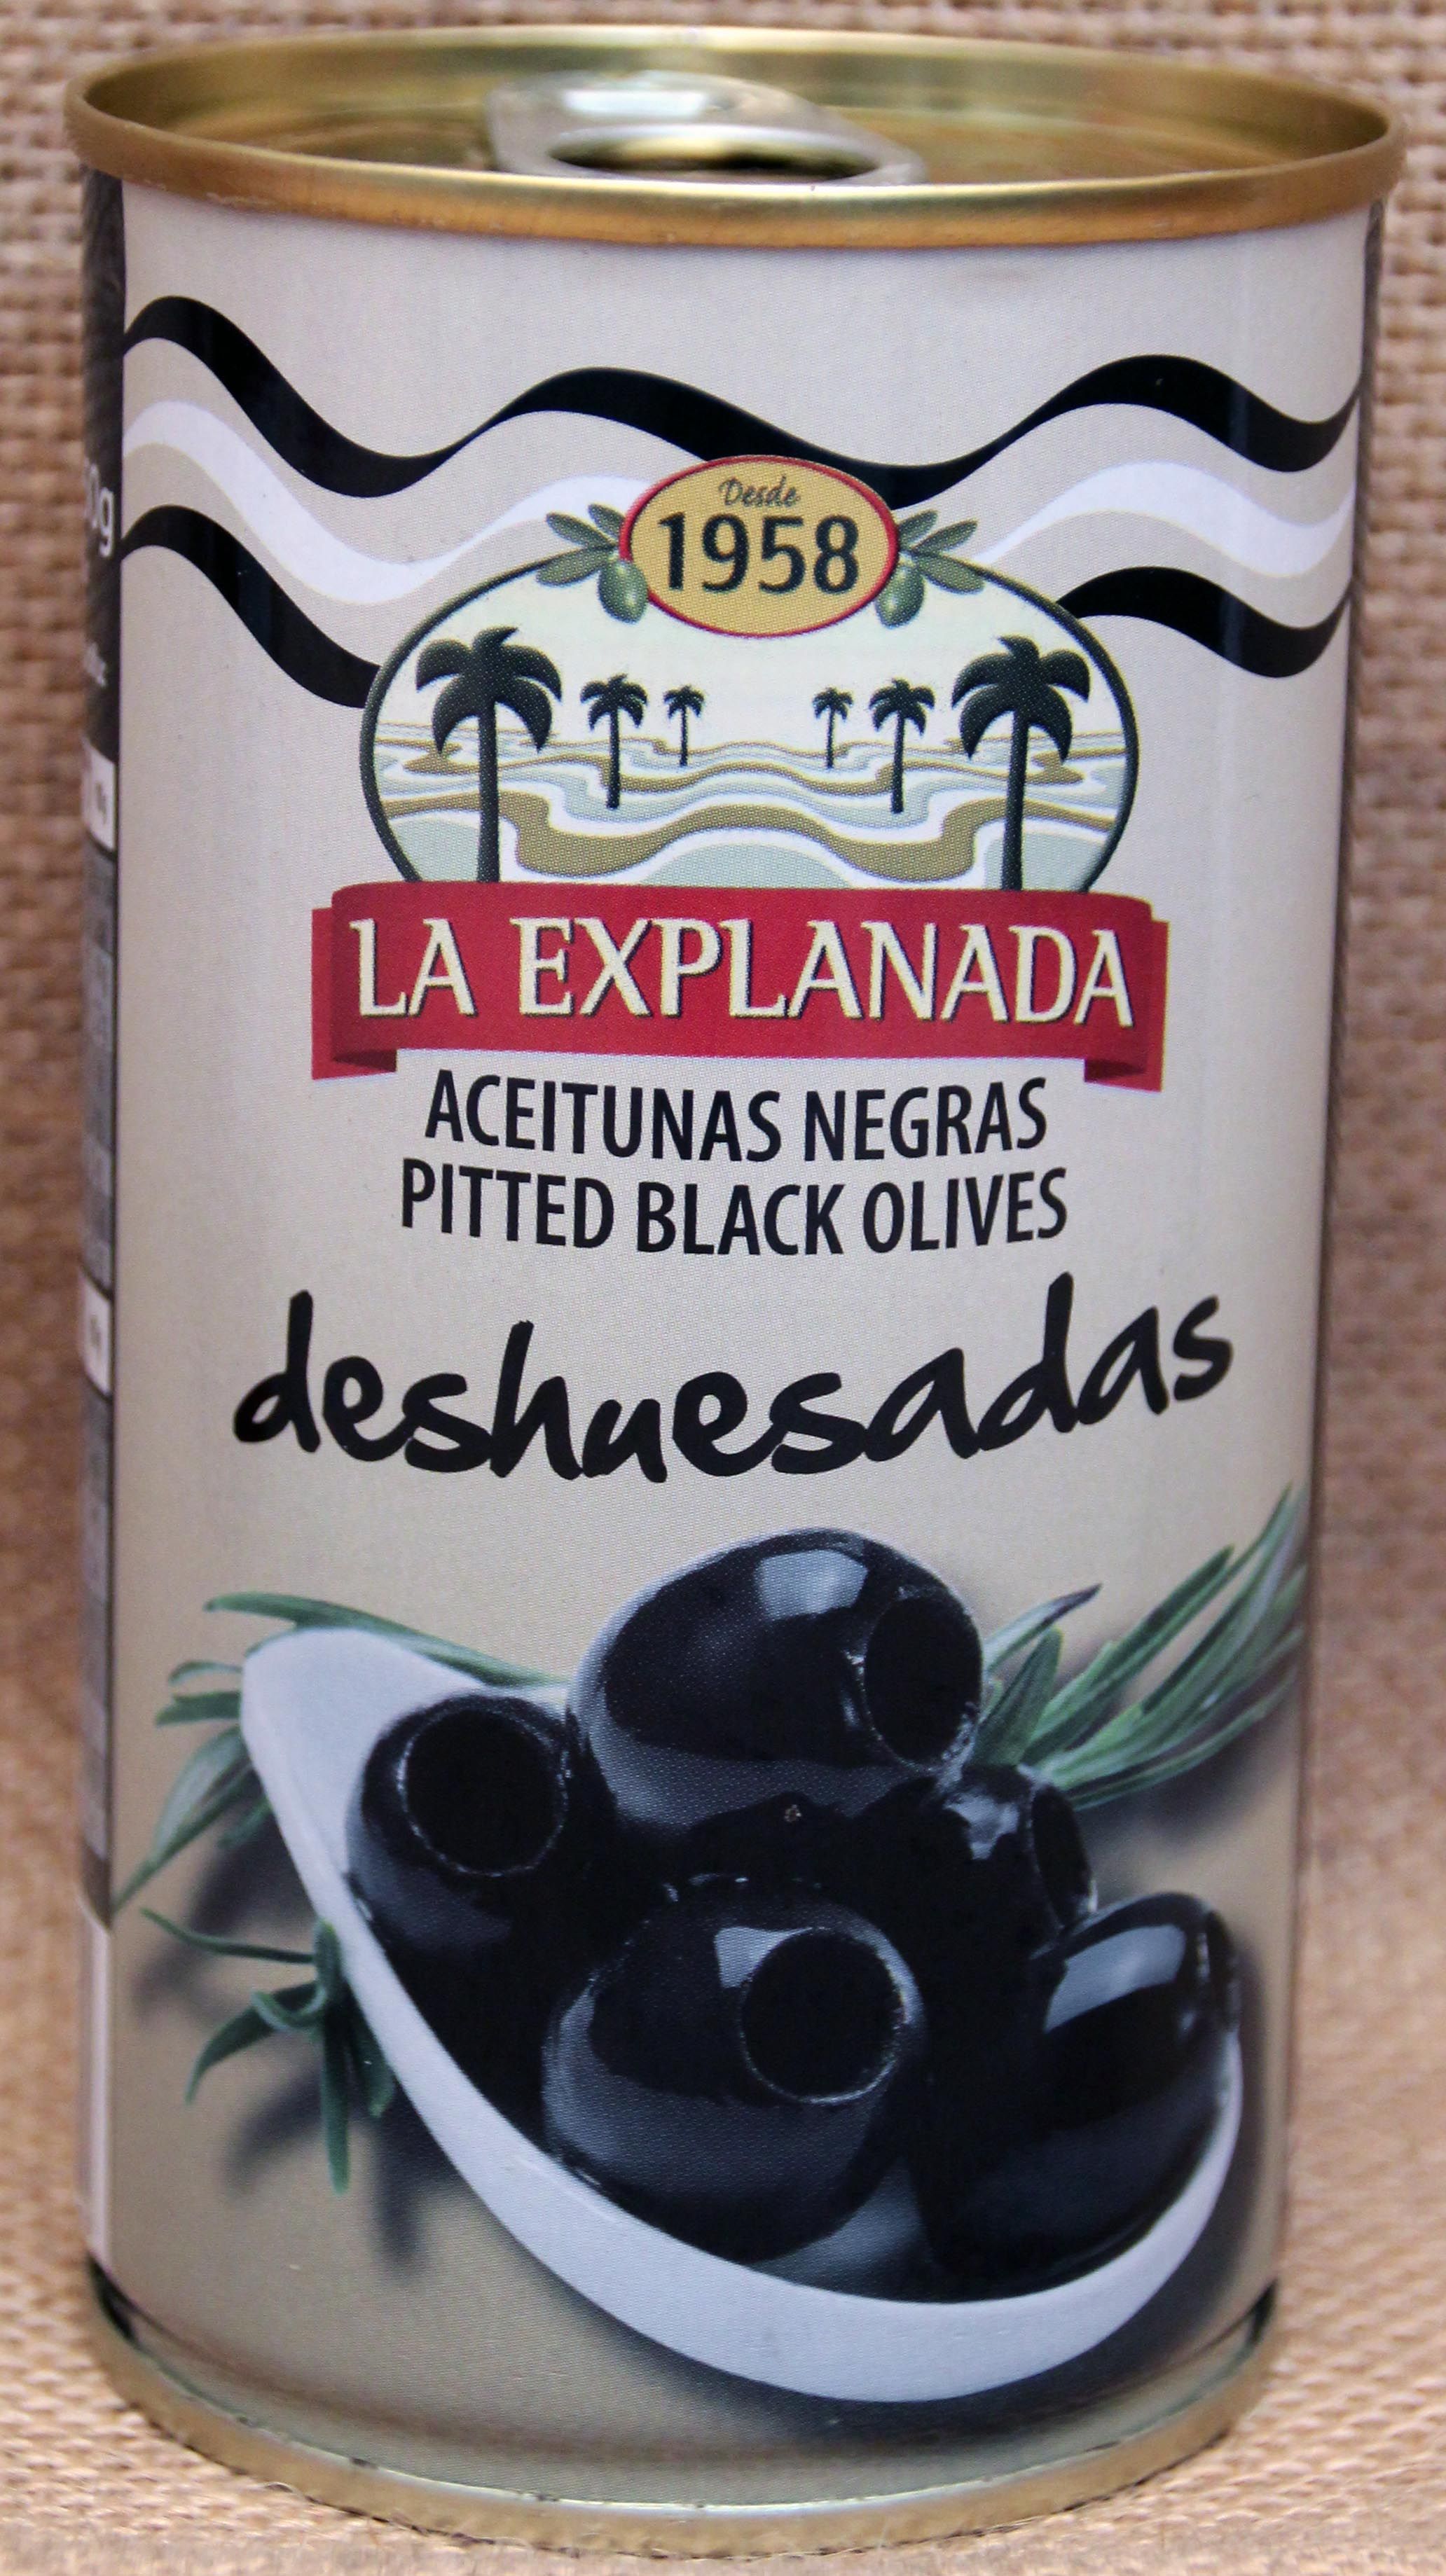 Desde
1958
LA EXPLANADA
ACEITUNAS NEGRAS
PITTED BLACK OLIVES
deshuesadas